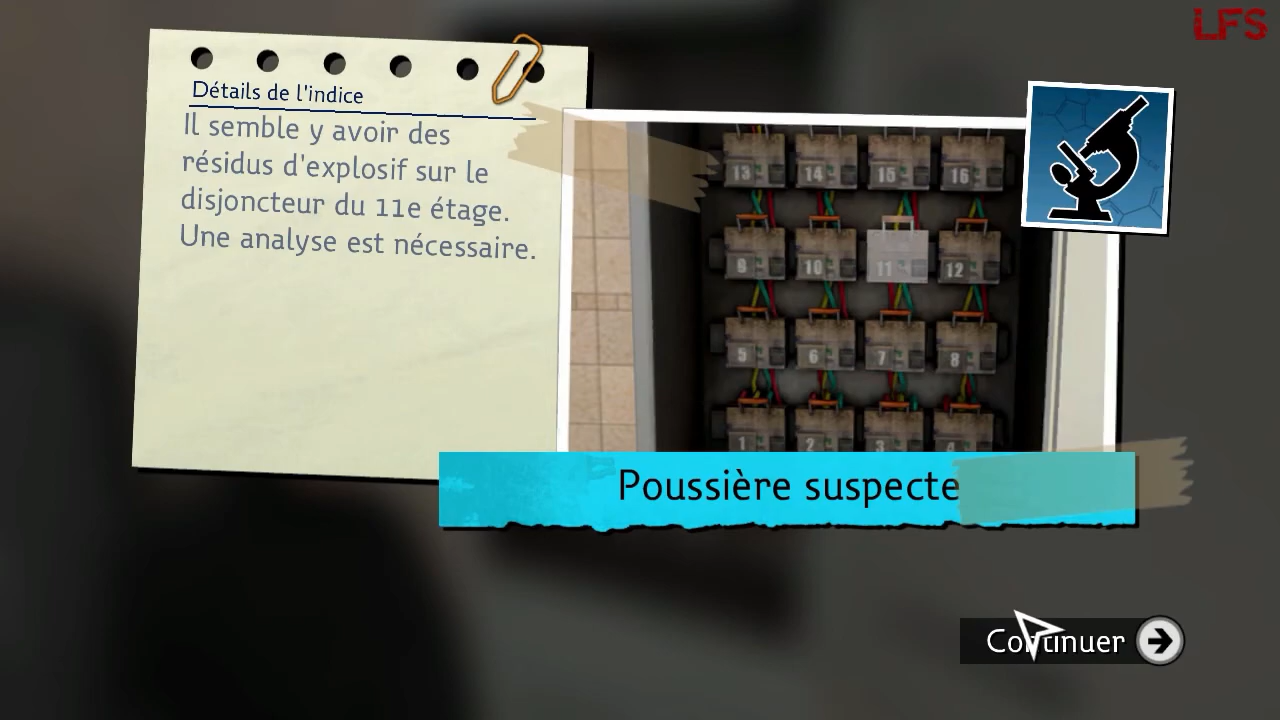 LFS
Détails de l'indice
Il semble y avoir des
résidus d'explosif sur le
disjoncteur du 11e étage.
Une analyse est nécessaire.
13 14 15 16
9 10 11 12
5 6 7 8
1 2 3 4
Poussière suspecte
Continuer